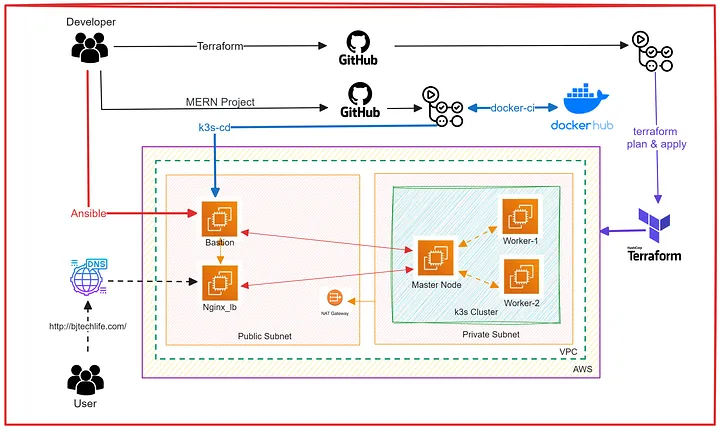 Developer
Terraform
GitHub
MERN Project
GitHub
docker-ci
dockerhub
k3s-cd
terraform
plan & apply
Ansible
Bastion
Worker-1
HashiCorp
Terraform
DNS
Master Node
Nginx_lb
Worker-2
NAT Gateway
k3s Cluster
http://bjtechlife.com/
Public Subnet
Private Subnet
VPC
AWS
User